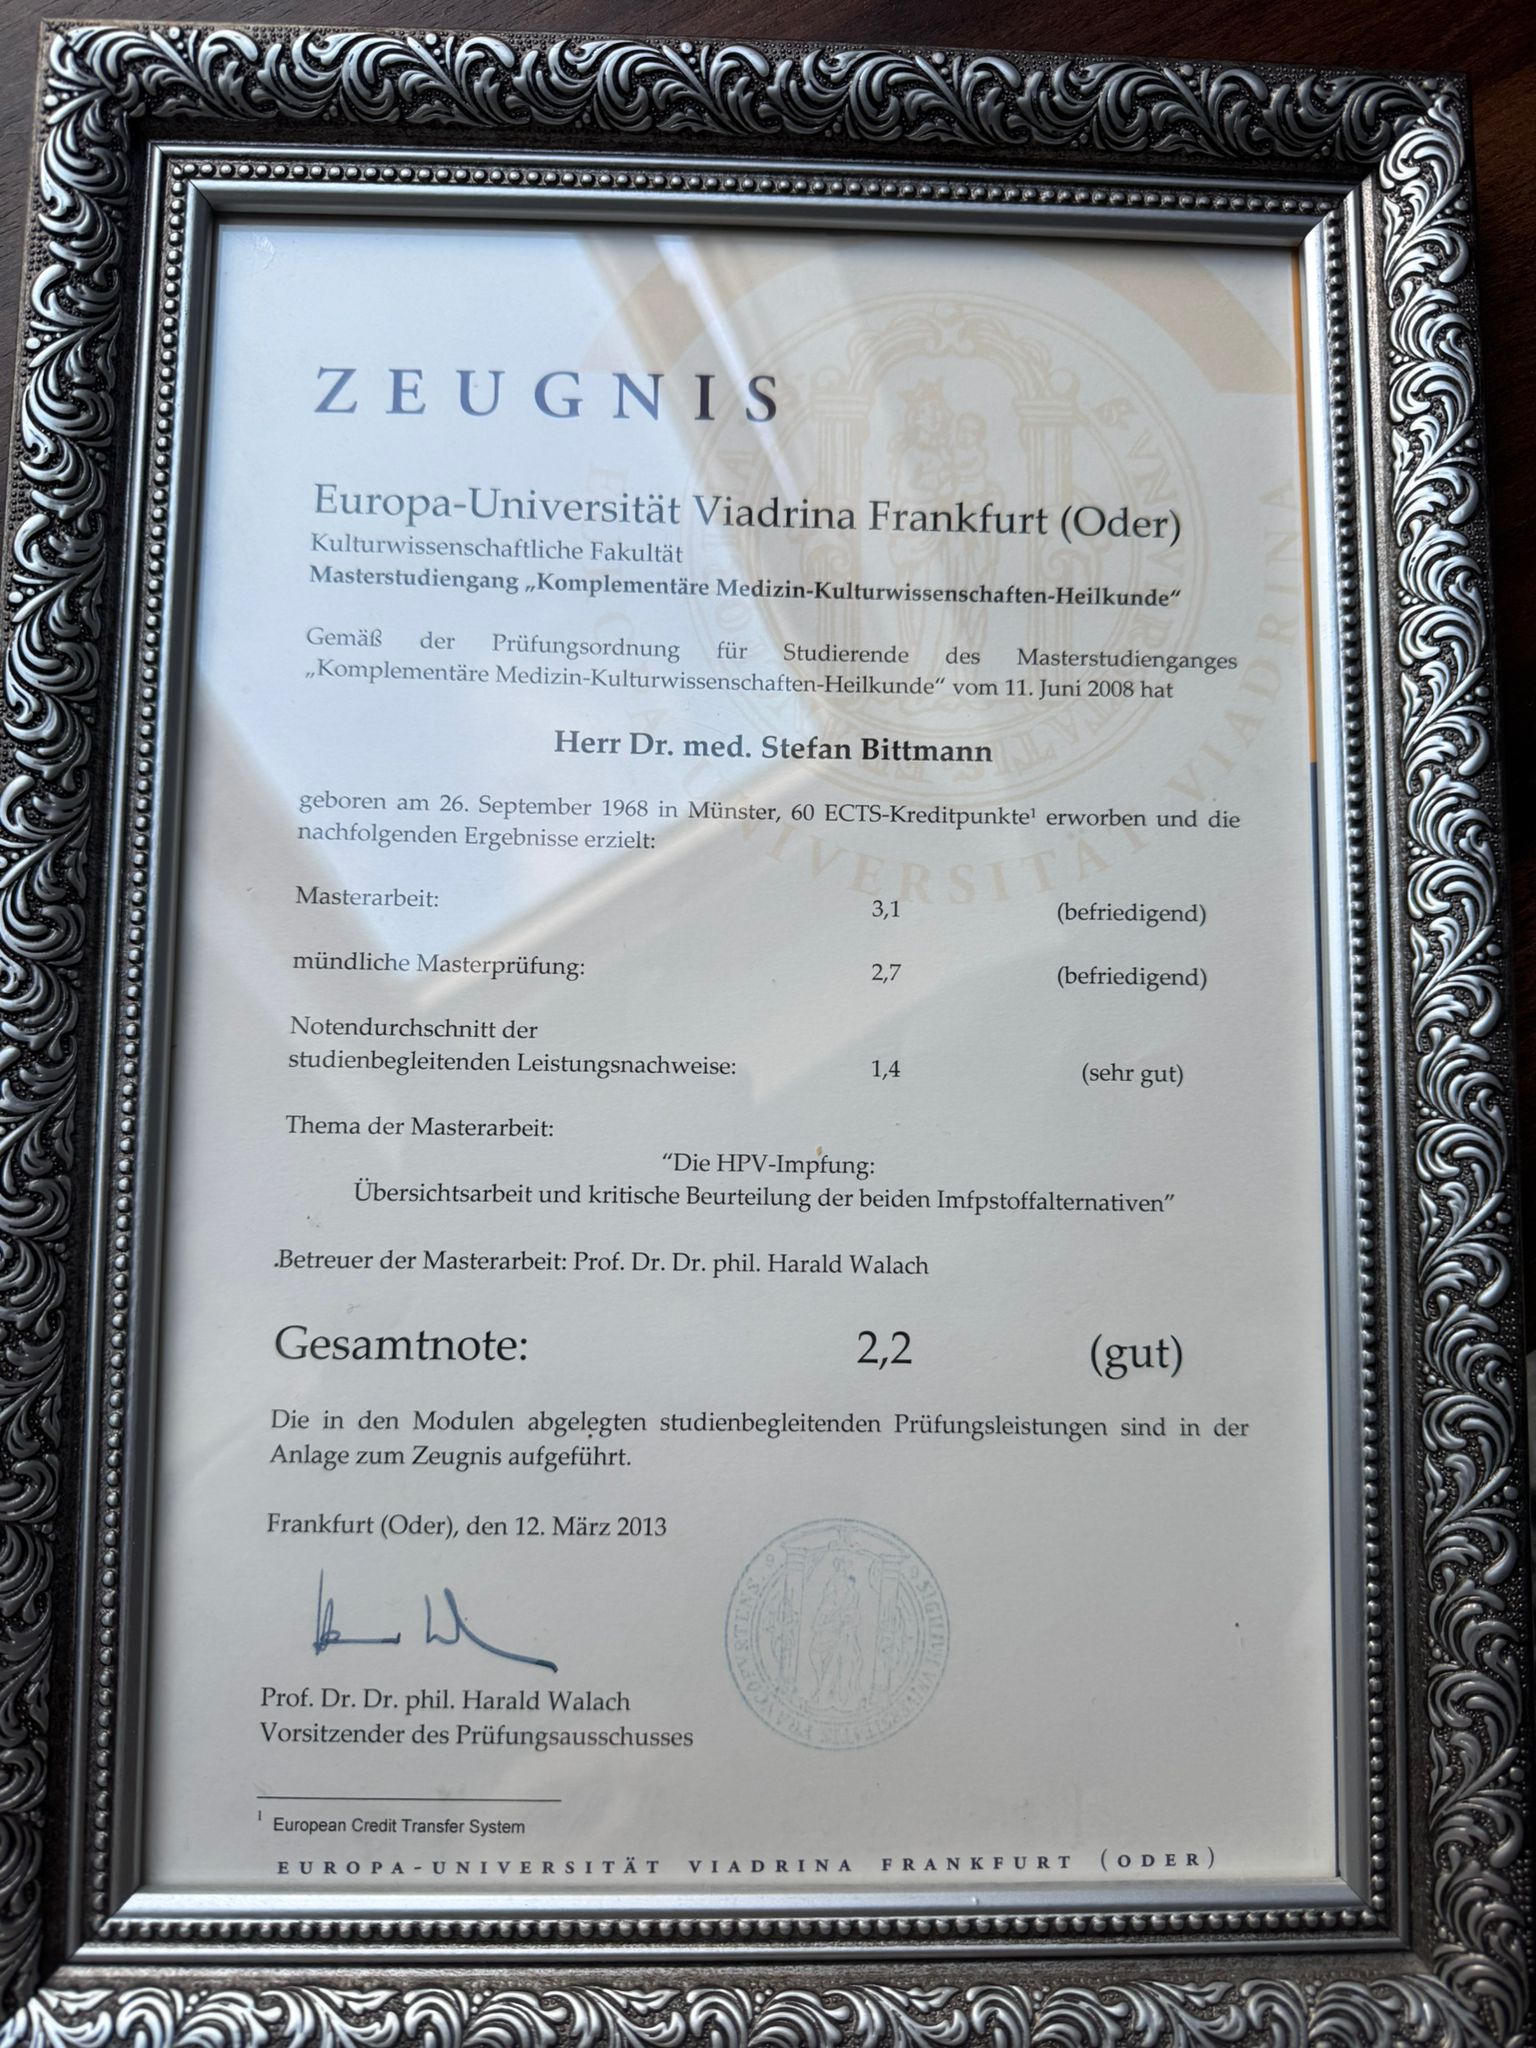 ZEUGNIS
Europa-Universität Viadrina Frankfurt (Oder)
Kulturwissenschaftliche Fakultät
Masterstudiengang „Komplementäre Medizin-Kulturwissenschaften-Heilkunde“
Gemäß der Prüfungsordnung für Studierende des Masterstudienganges
„Komplementäre Medizin-Kulturwissenschaften-Heilkunde“ vom 11. Juni 2008 hat
Herr Dr. med. Stefan Bittmann
geboren am 26. September 1968 in Münster, 60 ECTS-Kreditpunkte¹ erworben und die
nachfolgenden Ergebnisse erzielt:
Masterarbeit: 3,1 (befriedigend)
mündliche Masterprüfung: 2,7 (befriedigend)
Notendurchschnitt der
studienbegleitenden Leistungsnachweise: 1,4 (sehr gut)
Thema der Masterarbeit:
“Die HPV-Impfung:
Übersichtsarbeit und kritische Beurteilung der beiden Imfpstoffalternativen”
.Betreuer der Masterarbeit: Prof. Dr. Dr. phil. Harald Walach
Gesamtnote: 2,2 (gut)
Die in den Modulen abgelegten studienbegleitenden Prüfungsleistungen sind in der
Anlage zum Zeugnis aufgeführt.
Frankfurt (Oder), den 12. März 2013
Prof. Dr. Dr. phil. Harald Walach
Vorsitzender des Prüfungsausschusses
¹ European Credit Transfer System
EUROPA-UNIVERSITÄT VIADRINA FRANKFURT (ODER)